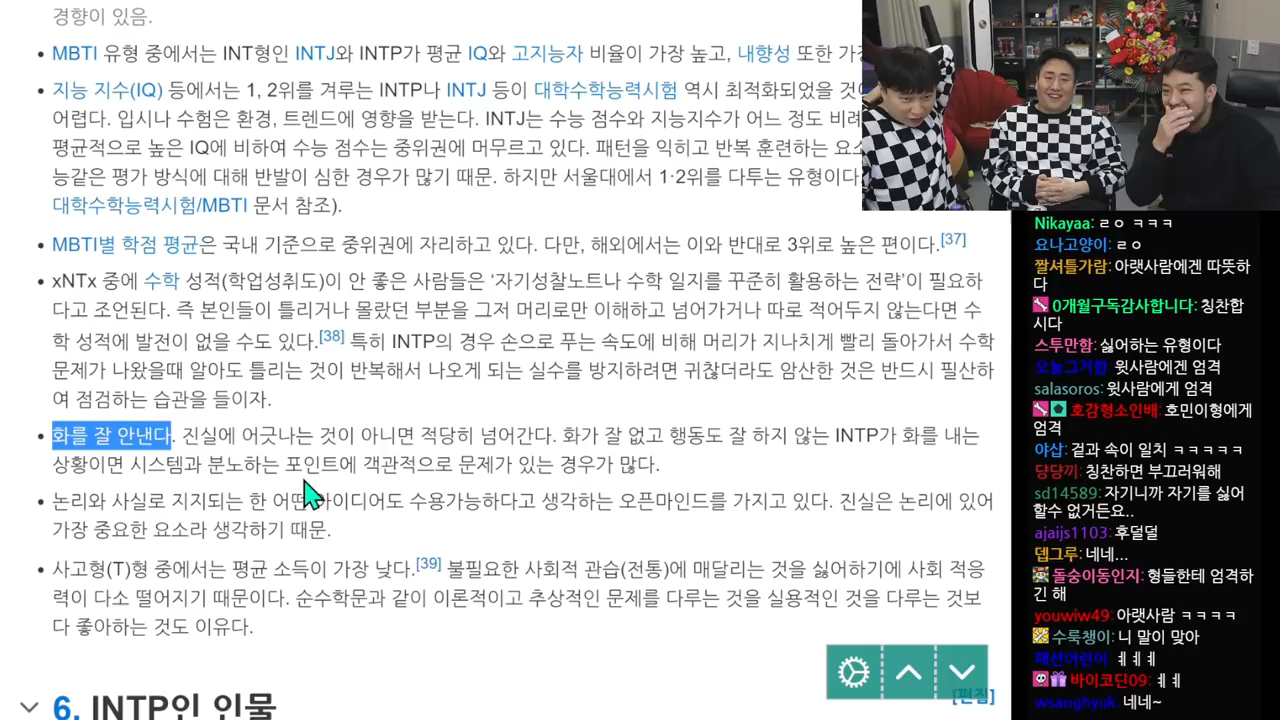 경향이 있음.
MBTI 유형 중에서는 INT형인 INTJ와 INTP가 평균 IQ와 고지능자 비율이 가장 높고, 내향성 또한
지능 지수(IQ) 등에서는 1, 2위를 겨루는 INTP나 INTJ 등이 대학수학능력시험 역시 최적화되었을
어렵다. 입시나 수험은 환경, 트렌드에 영향을 받는다. INTJ는 수능 점수와 지능지수가 어느 정도
평균적으로 높은 IQ에 비하여 수능 점수는 중위권에 머무르고 있다. 패턴을 익히고 반복 훈련하는
능같은 평가 방식에 대해 반발이 심한 경우가 많기 때문. 하지만 서울대에서 1·2위를 다투는 유형이다
대학수학능력시험/MBTI 문서 참조).
MBTI별 학점 평균은 국내 기준으로 중위권에 자리하고 있다. 다만, 해외에서는 이와 반대로 3위로 높은 편이다.[37]
xNTx 중에 수학 성적(학업성취도)이 안 좋은 사람들은 ‘자기성찰노트나 수학 일지를 꾸준히 활용하는 전략’이 필요하
다고 조언된다. 즉 본인들이 틀리거나 몰랐던 부분을 그저 머리로만 이해하고 넘어가거나 따로 적어두지 않는다면 수
학 성적에 발전이 없을 수도 있다.[38] 특히 INTP의 경우 손으로 푸는 속도에 비해 머리가 지나치게 빨리 돌아가서 수학
문제가 나왔을때 알아도 틀리는 것이 반복해서 나오게 되는 실수를 방지하려면 귀찮더라도 암산한 것은 반드시 필산하
여 점검하는 습관을 들이자.
화를 잘 안낸다. 진실에 어긋나는 것이 아니면 적당히 넘어간다. 화가 잘 없고 행동도 잘 하지 않는 INTP가 화를 내는
상황이면 시스템과 분노하는 포인트에 객관적으로 문제가 있는 경우가 많다.
논리와 사실로 지지되는 한 어떤 아이디어도 수용가능하다고 생각하는 오픈마인드를 가지고 있다. 진실은 논리에 있어
가장 중요한 요소라 생각하기 때문.
사고형(T)형 중에서는 평균 소득이 가장 낮다.[39] 불필요한 사회적 관습(전통)에 매달리는 것을 싫어하기에 사회 적응
력이 다소 떨어지기 때문이다. 순수학문과 같이 이론적이고 추상적인 문제를 다루는 것을 실용적인 것을 다루는 것보
다 좋아하는 것도 이유다.
[편집]
6. INTP인 인물
Nikayaa: ㄹㅇ ㅋㅋㅋ
요나고양이: ㄹㅇ
짤셔틀가람: 아랫사람에겐 따뜻하
다
0개월구독감사합니다: 칭찬합
시다
스투만함: 싫어하는 유형이다
오늘그거함: 윗사람에겐 엄격
salasoros: 윗사람에게 엄격
호감형소인배: 호민이형에게
엄격
야삽: 겉과 속이 일치 ㅋㅋㅋㅋㅋ
댱댱끼: 칭찬하면 부끄러워해
sd14589: 자기니까 자기를 싫어
할수 없거든요..
ajaijs1103: 후덜덜
뎁그루: 네네...
돌숭이동인지: 형들한테 엄격하
긴 해
youwiw49: 아랫사람 ㅋㅋㅋㅋ
수룩챙이: 니 말이 맞아
패션어린이: ㅖㅖㅖ
바이코딘09: ㅖㅖ
wsanghyuk: 네네~